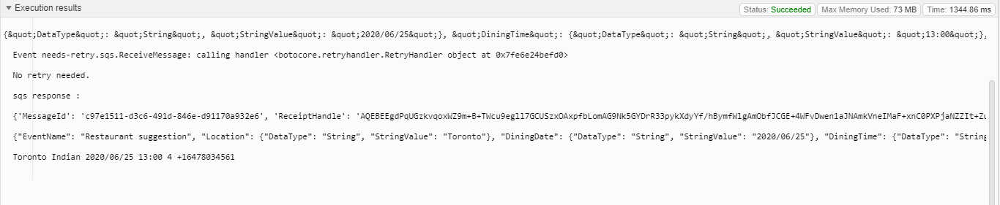 Execution results
Status: Succeeded
Max Memory Used: 73 MB
Time: 1344.86 ms
{&quot;DataType&quot;: &quot;String&quot;, &quot;StringValue&quot;: &quot;2020/06/25&quot;}, &quot;DiningTime&quot;: {&quot;DataType&quot;: &quot;String&quot;, &quot;StringValue&quot;: &quot;13:00&quot;},
Event needs-retry.sqs.ReceiveMessage: calling handler <botocore.retryhandler.RetryHandler object at 0x7fe6e24befd0>
No retry needed.
sqs response :
{'MessageId': 'c97e1511-d3c6-491d-846e-d91170a932e6', 'ReceiptHandle': 'AQEBEEgdPqUGzkvqoxWZ9m+B+TWcu9egll7GCUSzxOAxpfbLomAG9Nk5GYDrR33pykXdyYf/hBymfWlgAmObfJCGE+4WFvDwen1aJNAmkVneIMaF+xnC0PXPjaNZZIt+Zu
{"EventName": "Restaurant suggestion", "Location": {"DataType": "String", "StringValue": "Toronto"}, "DiningDate": {"DataType": "String", "StringValue": "2020/06/25"}, "DiningTime": {"DataType": "String
Toronto Indian 2020/06/25 13:00 4 +16478034561